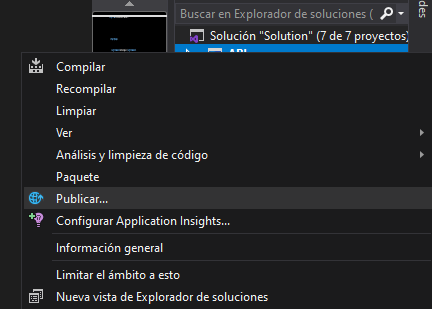 Buscar en Explorador de soluciones (
des
Solución "Solution" (7 de 7 proyectos)
API
Compilar
Recompilar
Limpiar
Ver
Análisis y limpieza de código
Paquete
Publicar...
Configurar Application Insights...
Información general
Limitar el ámbito a esto
Nueva vista de Explorador de soluciones